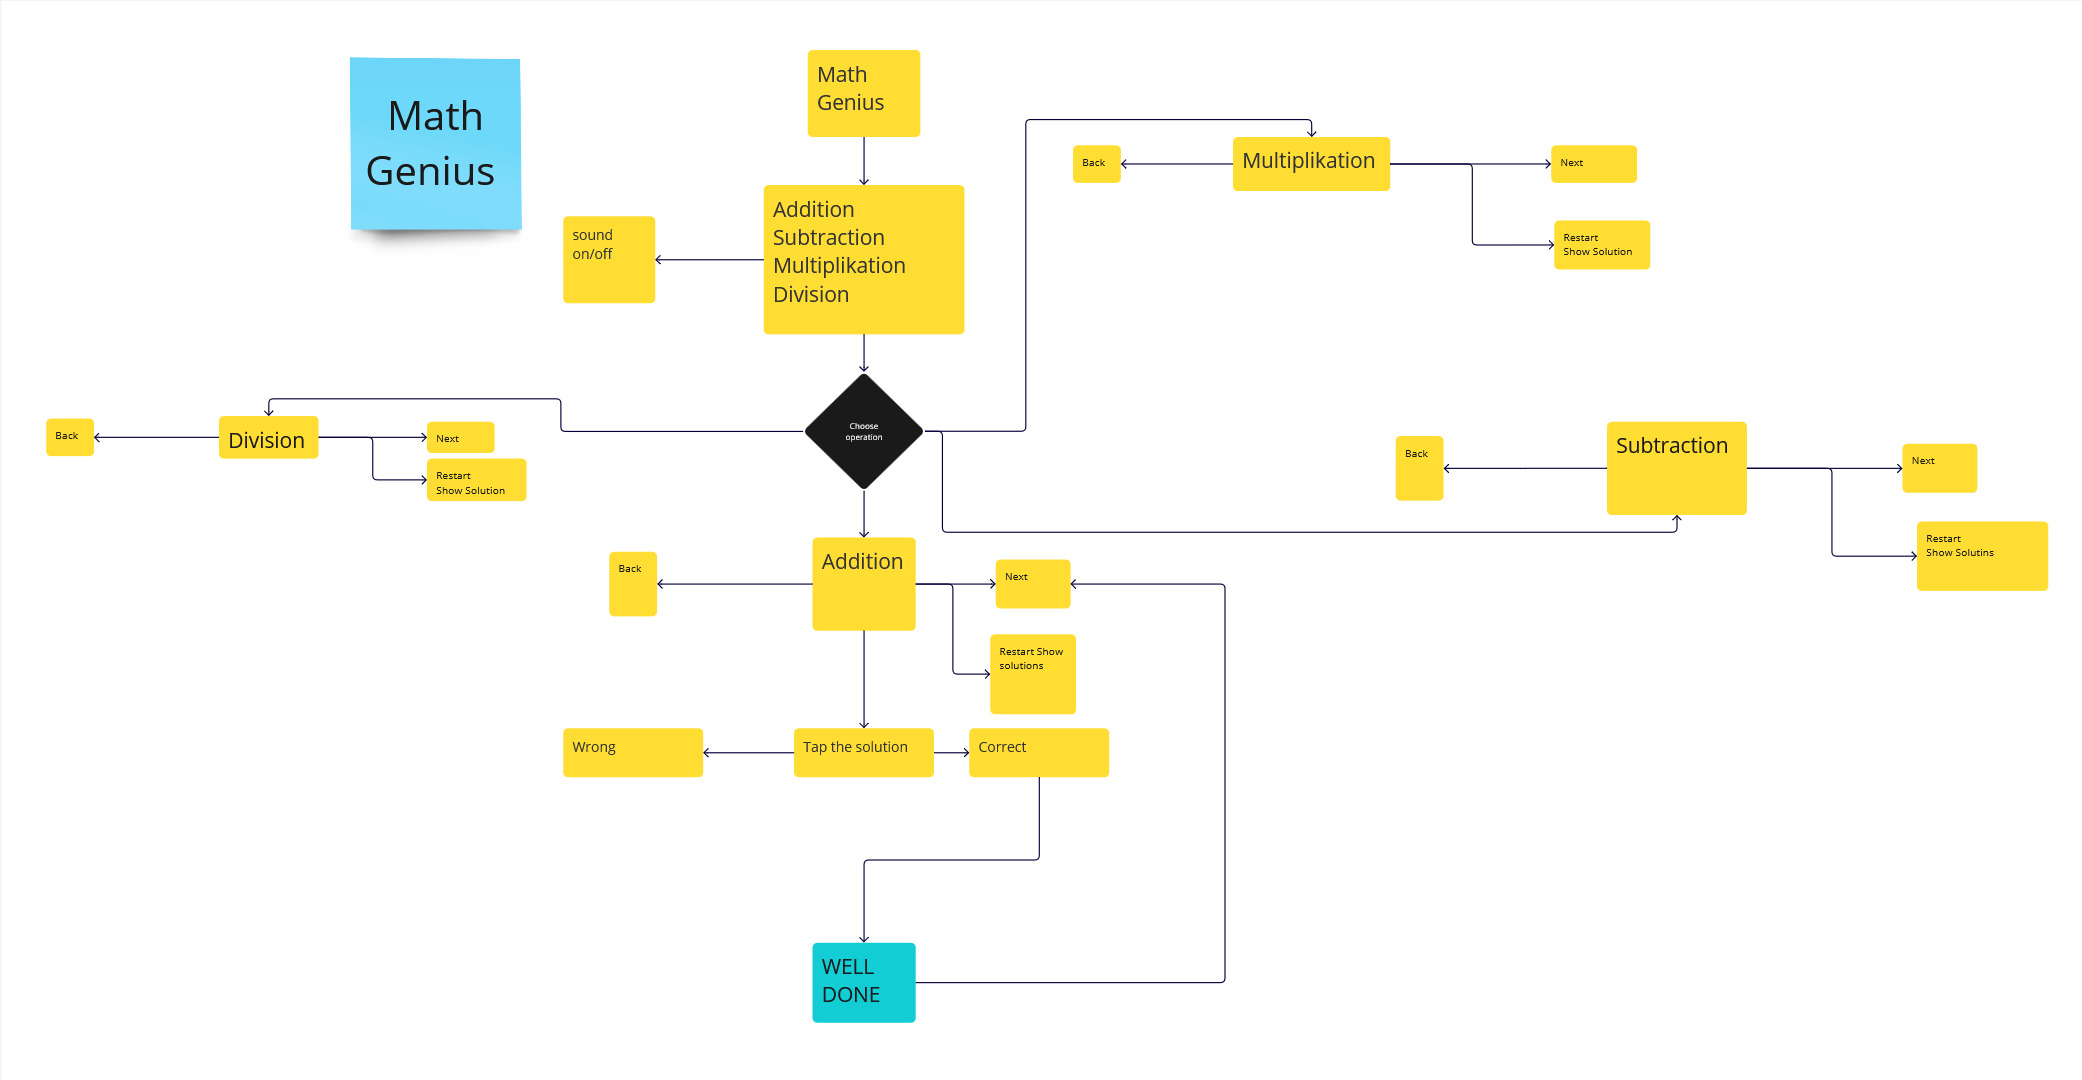 Math
Genius
Math
Genius
Addition
Subtraction
Multiplikation
Division
sound
on/off
Choose
operation
Multiplikation
Back
Next
Restart
Show Solution
Division
Back
Next
Restart
Show Solution
Subtraction
Back
Next
Restart
Show Solutins
Addition
Back
Next
Restart Show
solutions
Wrong
Tap the solution
Correct
WELL
DONE